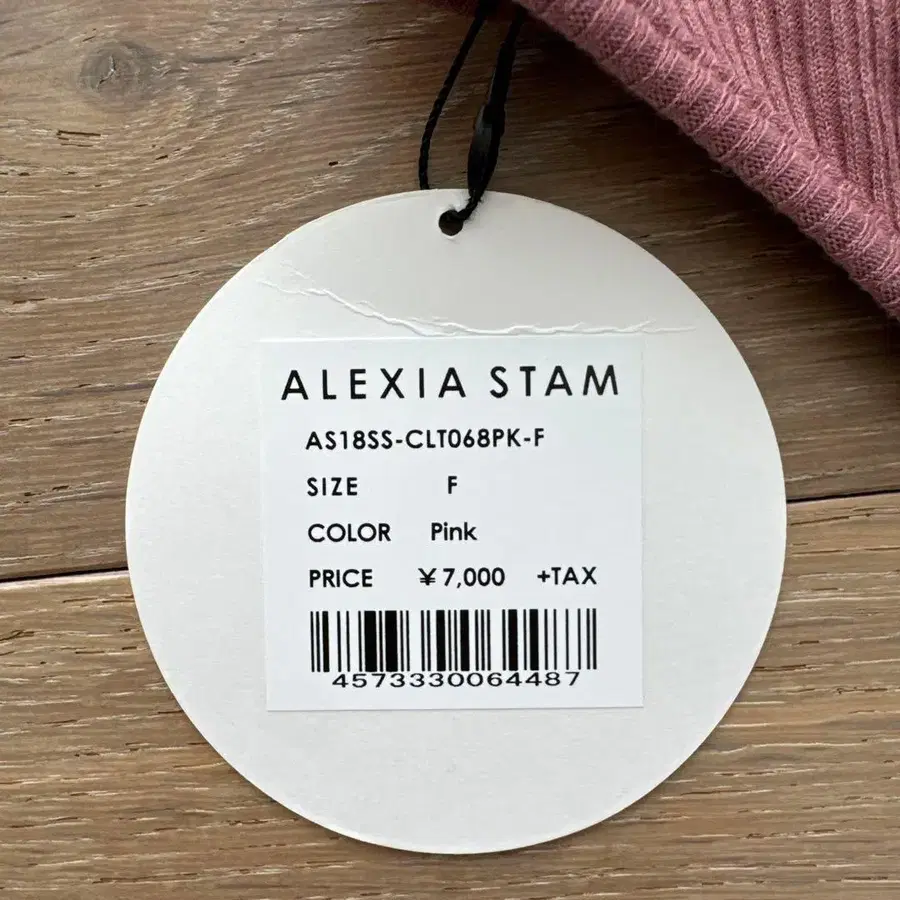 ALEXIA STAM
AS18SS-CLT068PK-F
SIZE F
COLOR Pink
PRICE ¥7,000 +TAX
4573330064487